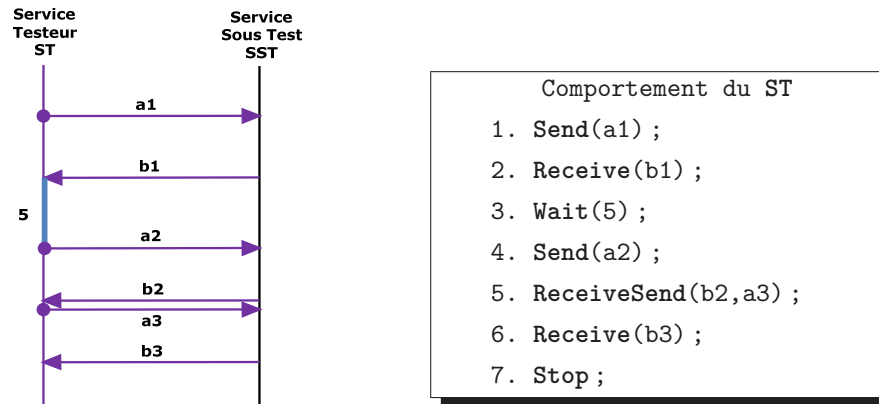 Service
Testeur
ST
Service
Sous Test
SST
a1
b1
5
a2
b2
a3
b3
Comportement du ST
1. Send(a1) ;
2. Receive(b1) ;
3. Wait(5) ;
4. Send(a2) ;
5. ReceiveSend(b2,a3) ;
6. Receive(b3) ;
7. Stop ;